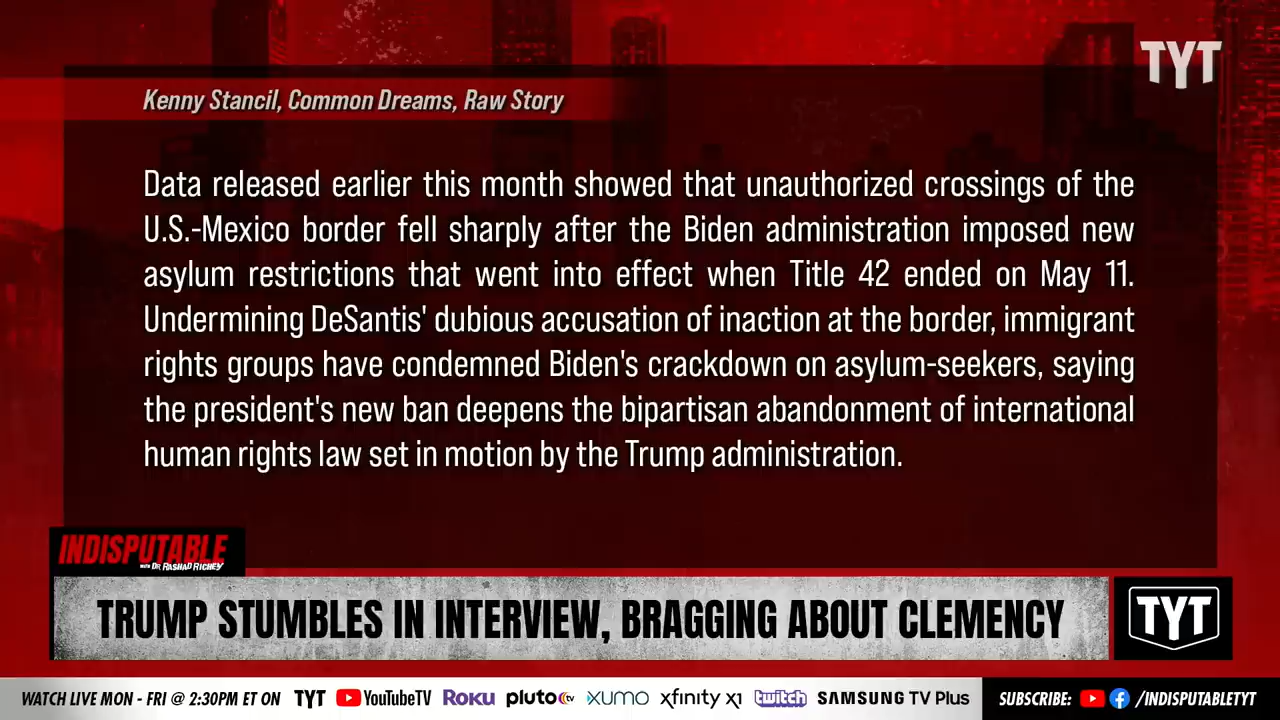 TYT
Kenny Stancil, Common Dreams, Raw Story
Data released earlier this month showed that unauthorized crossings of the
U.S.-Mexico border fell sharply after the Biden administration imposed new
asylum restrictions that went into effect when Title 42 ended on May 11.
Undermining DeSantis' dubious accusation of inaction at the border, immigrant
rights groups have condemned Biden's crackdown on asylum-seekers, saying
the president's new ban deepens the bipartisan abandonment of international
human rights law set in motion by the Trump administration.
INDISPUTABLE
WITH DR. RASHAD RICHEY
TRUMP STUMBLES IN INTERVIEW, BRAGGING ABOUT CLEMENCY
TYT
WATCH LIVE MON - FRI @ 2:30PM ET ON TYT YouTubeTV ROKU pluto tv xumo xfinity x1 twitch SAMSUNG TV Plus SUBSCRIBE: /INDISPUTABLETYT